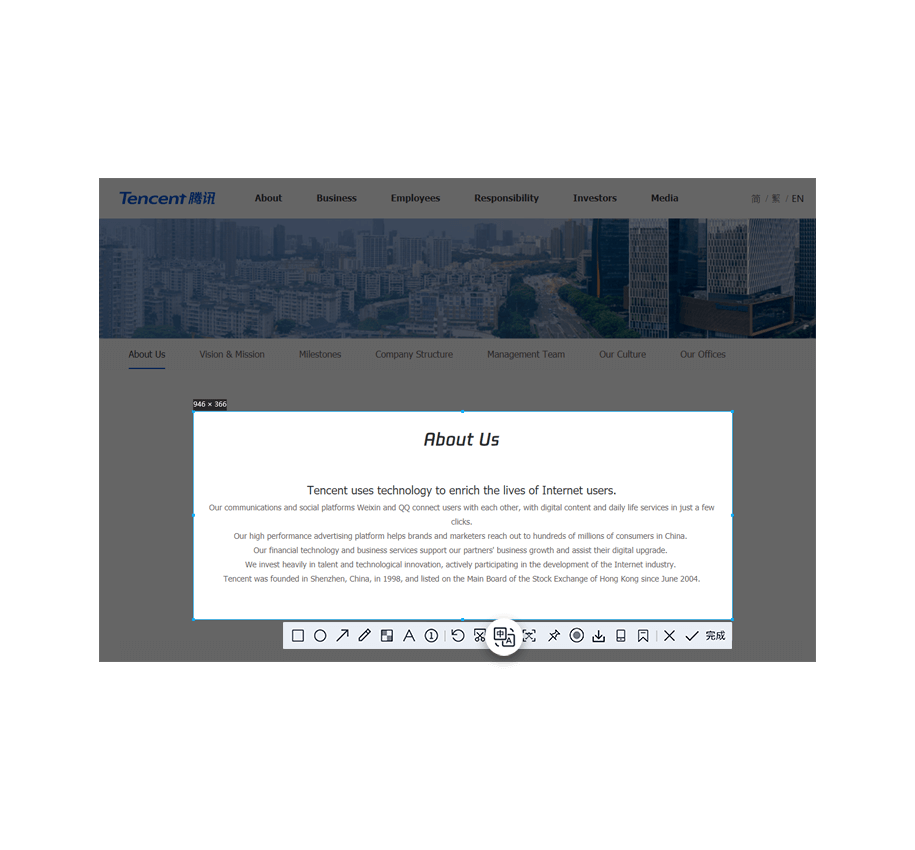 Tencent 腾讯
About Business Employees Responsibility Investors Media 简 / 繁 / EN
About Us Vision & Mission Milestones Company Structure Management Team Our Culture Our Offices
946 × 366
About Us
Tencent uses technology to enrich the lives of Internet users.
Our communications and social platforms Weixin and QQ connect users with each other, with digital content and daily life services in just a few
clicks.
Our high performance advertising platform helps brands and marketers reach out to hundreds of millions of consumers in China.
Our financial technology and business services support our partners' business growth and assist their digital upgrade.
We invest heavily in talent and technological innovation, actively participating in the development of the Internet industry.
Tencent was founded in Shenzhen, China, in 1998, and listed on the Main Board of the Stock Exchange of Hong Kong since June 2004.
A 1 中 A 文 完成